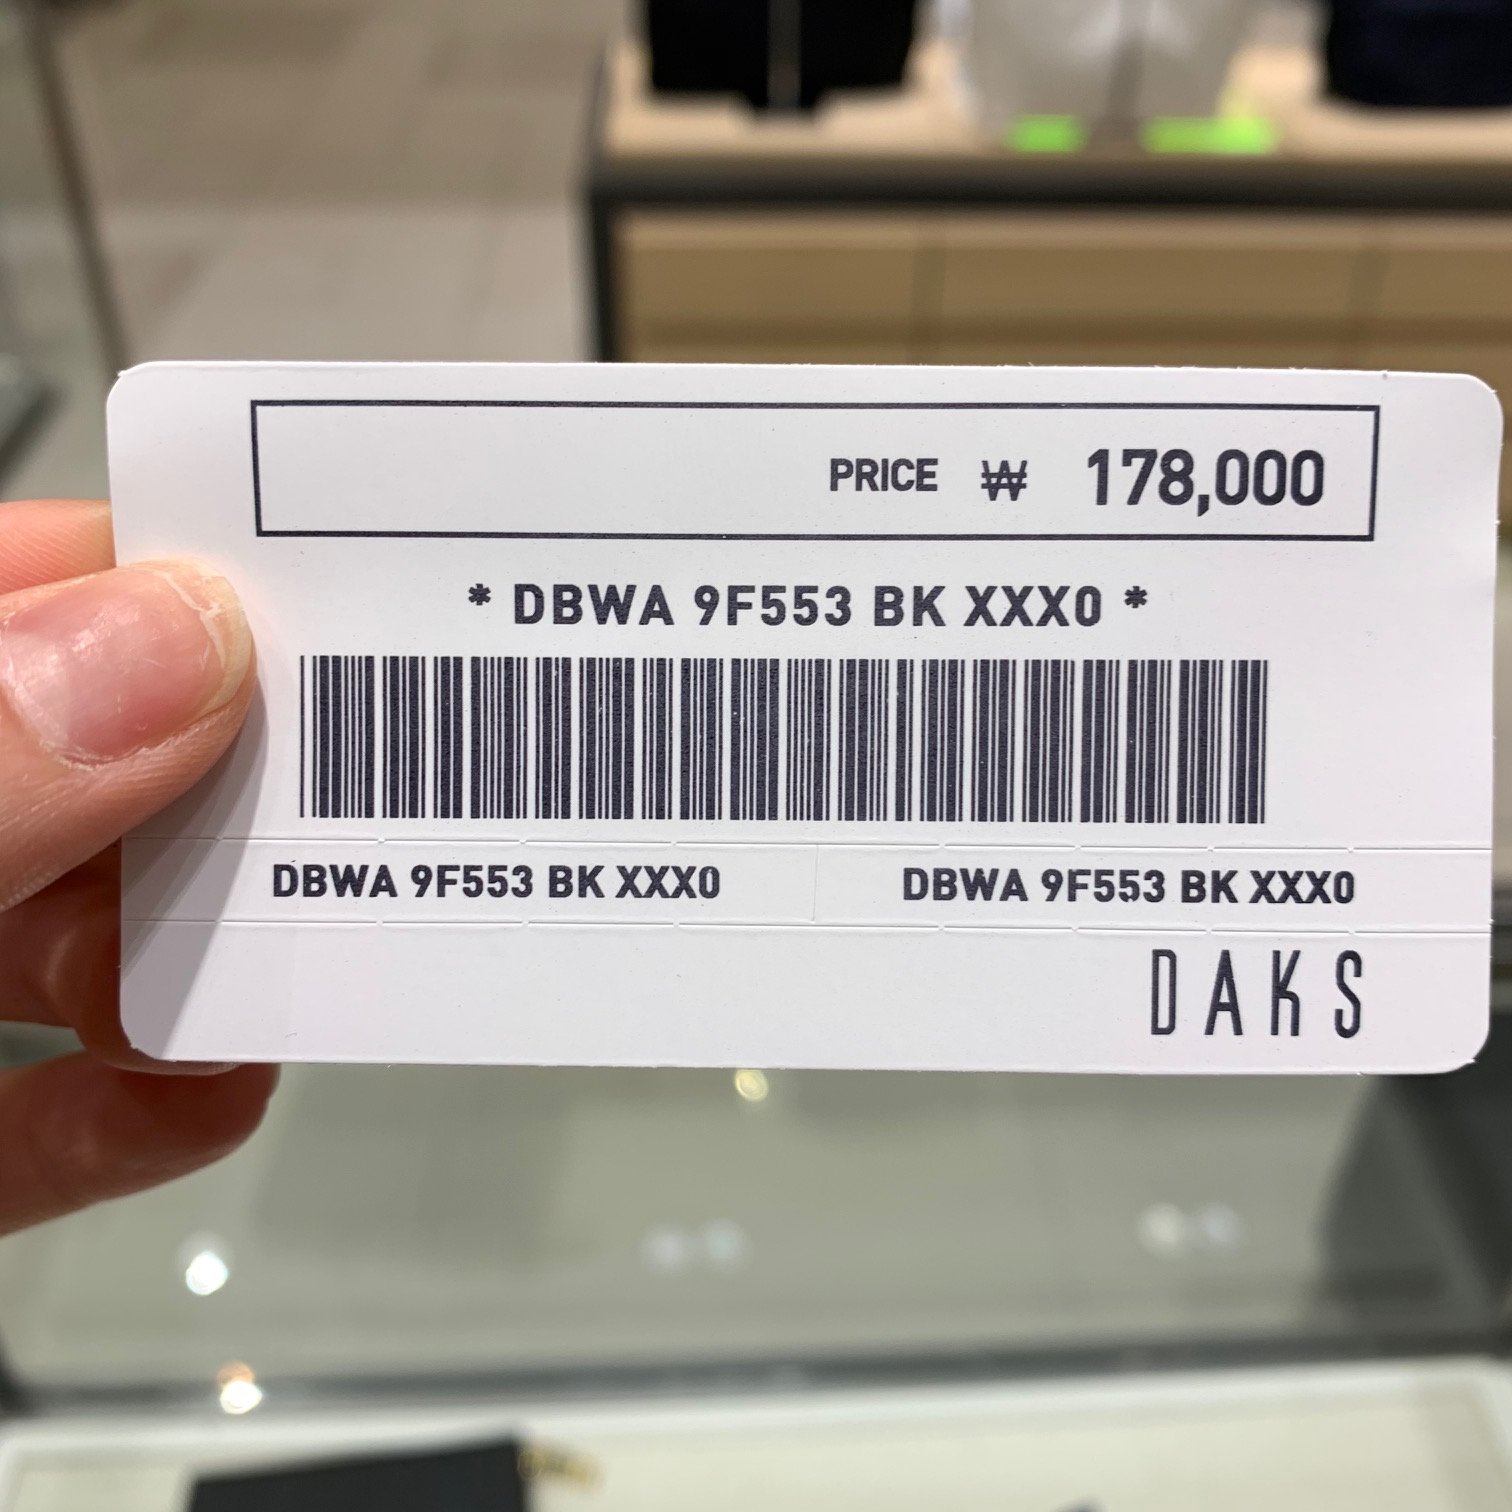 PRICE ₩ 178,000
* DBWA 9F553 BK XXX0 *
DBWA 9F553 BK XXX0 DBWA 9F553 BK XXX0
DAKS